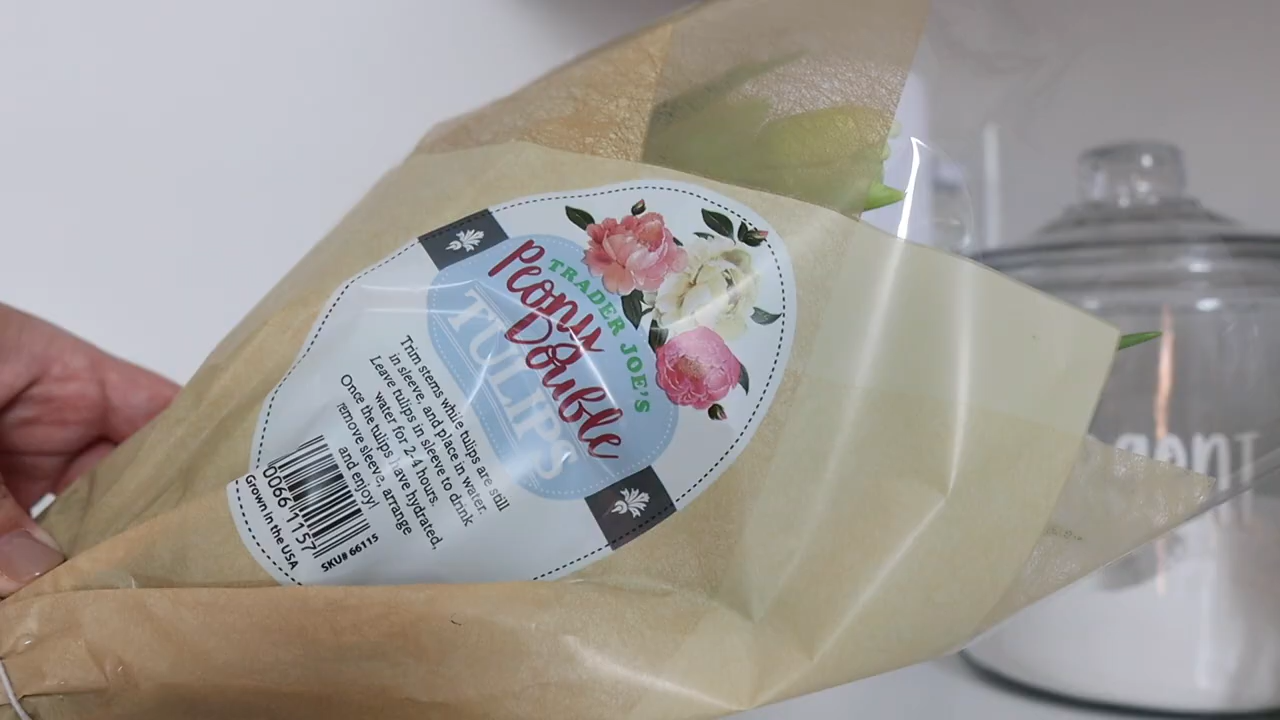 TRADER JOE'S
Peony
Double
TULIPS
Trim stems while tulips are still
in sleeve, and place in water.
Leave tulips in sleeve to drink
water for 2-4 hours.
Once the tulips have hydrated,
remove sleeve, arrange
and enjoy!
0066 1157
SKU# 66115
Grown in the USA